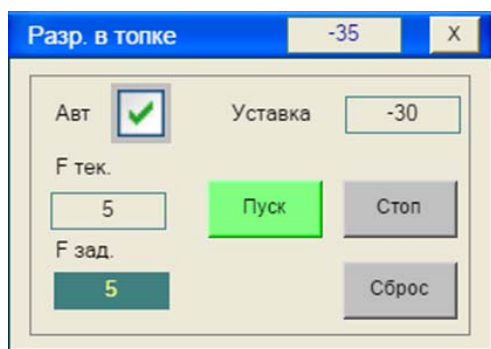 Разр. в топке -35 X
Авт Уставка -30
F тек.
5 Пуск Стоп
F зад.
5 Сброс